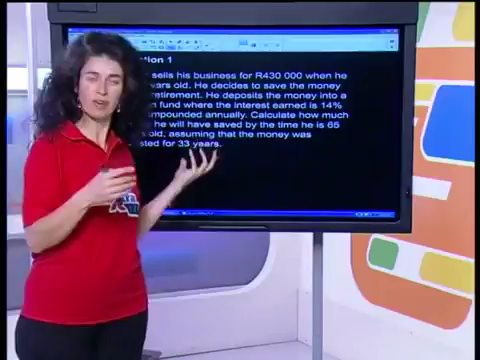 tion 1
sells his business for R430 000 when he
ears old. He decides to save the money
retirement. He deposits the money into a
n fund where the interest earned is 14%
mpounded annually. Calculate how much
he will have saved by the time he is 65
s old, assuming that the money was
sted for 33 years.